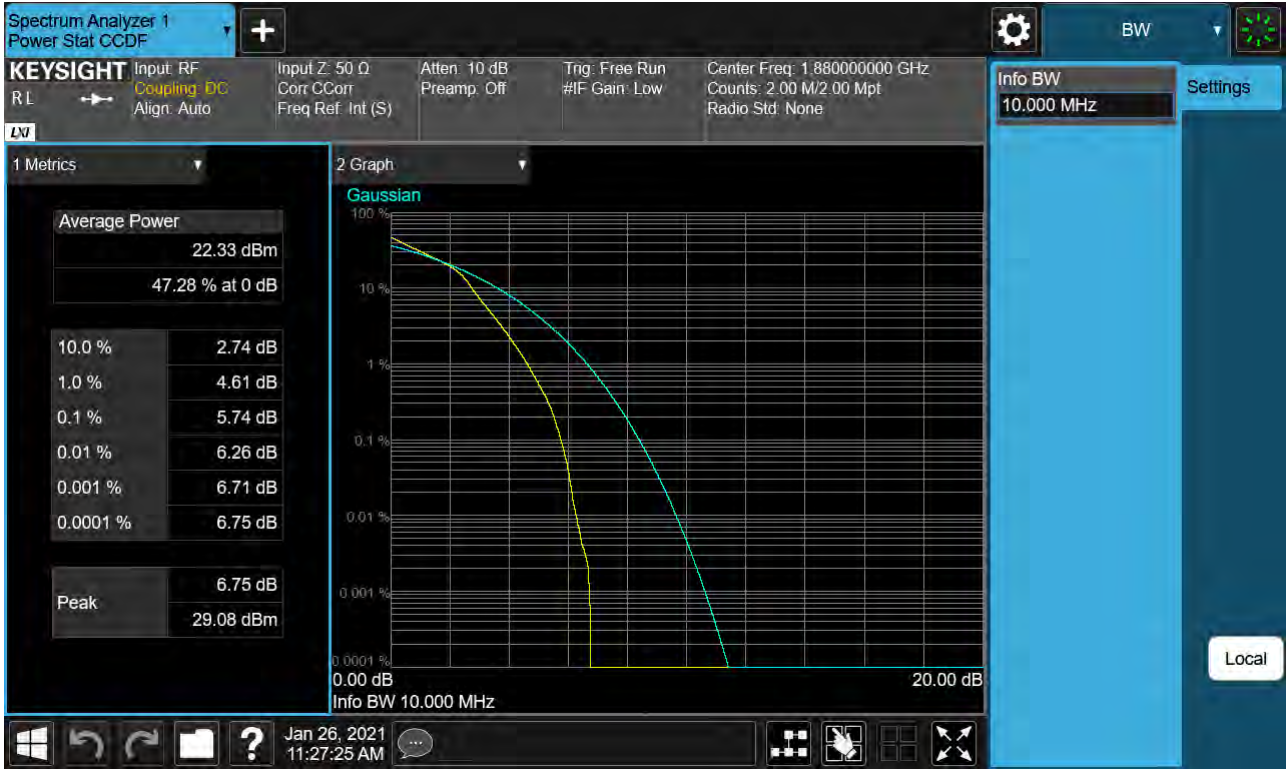 Spectrum Analyzer 1
Power Stat CCDF
BW
KEYSIGHT
RL
LXI
Input: RF
Coupling: DC
Align: Auto
Input Z: 50 Ω
Corr CCorr
Freq Ref: Int (S)
Atten: 10 dB
Preamp: Off
Trig: Free Run
#IF Gain: Low
Center Freq: 1.880000000 GHz
Counts: 2.00 M/2.00 Mpt
Radio Std: None
Info BW
10.000 MHz
Settings
1 Metrics
Average Power
22.33 dBm
47.28 % at 0 dB
10.0 % 2.74 dB
1.0 % 4.61 dB
0.1 % 5.74 dB
0.01 % 6.26 dB
0.001 % 6.71 dB
0.0001 % 6.75 dB
Peak
6.75 dB
29.08 dBm
2 Graph
Gaussian
100 %
10 %
1 %
0.1 %
0.01 %
0.001 %
0.0001 %
0.00 dB 20.00 dB
Info BW 10.000 MHz
Local
?
Jan 26, 2021
11:27:25 AM